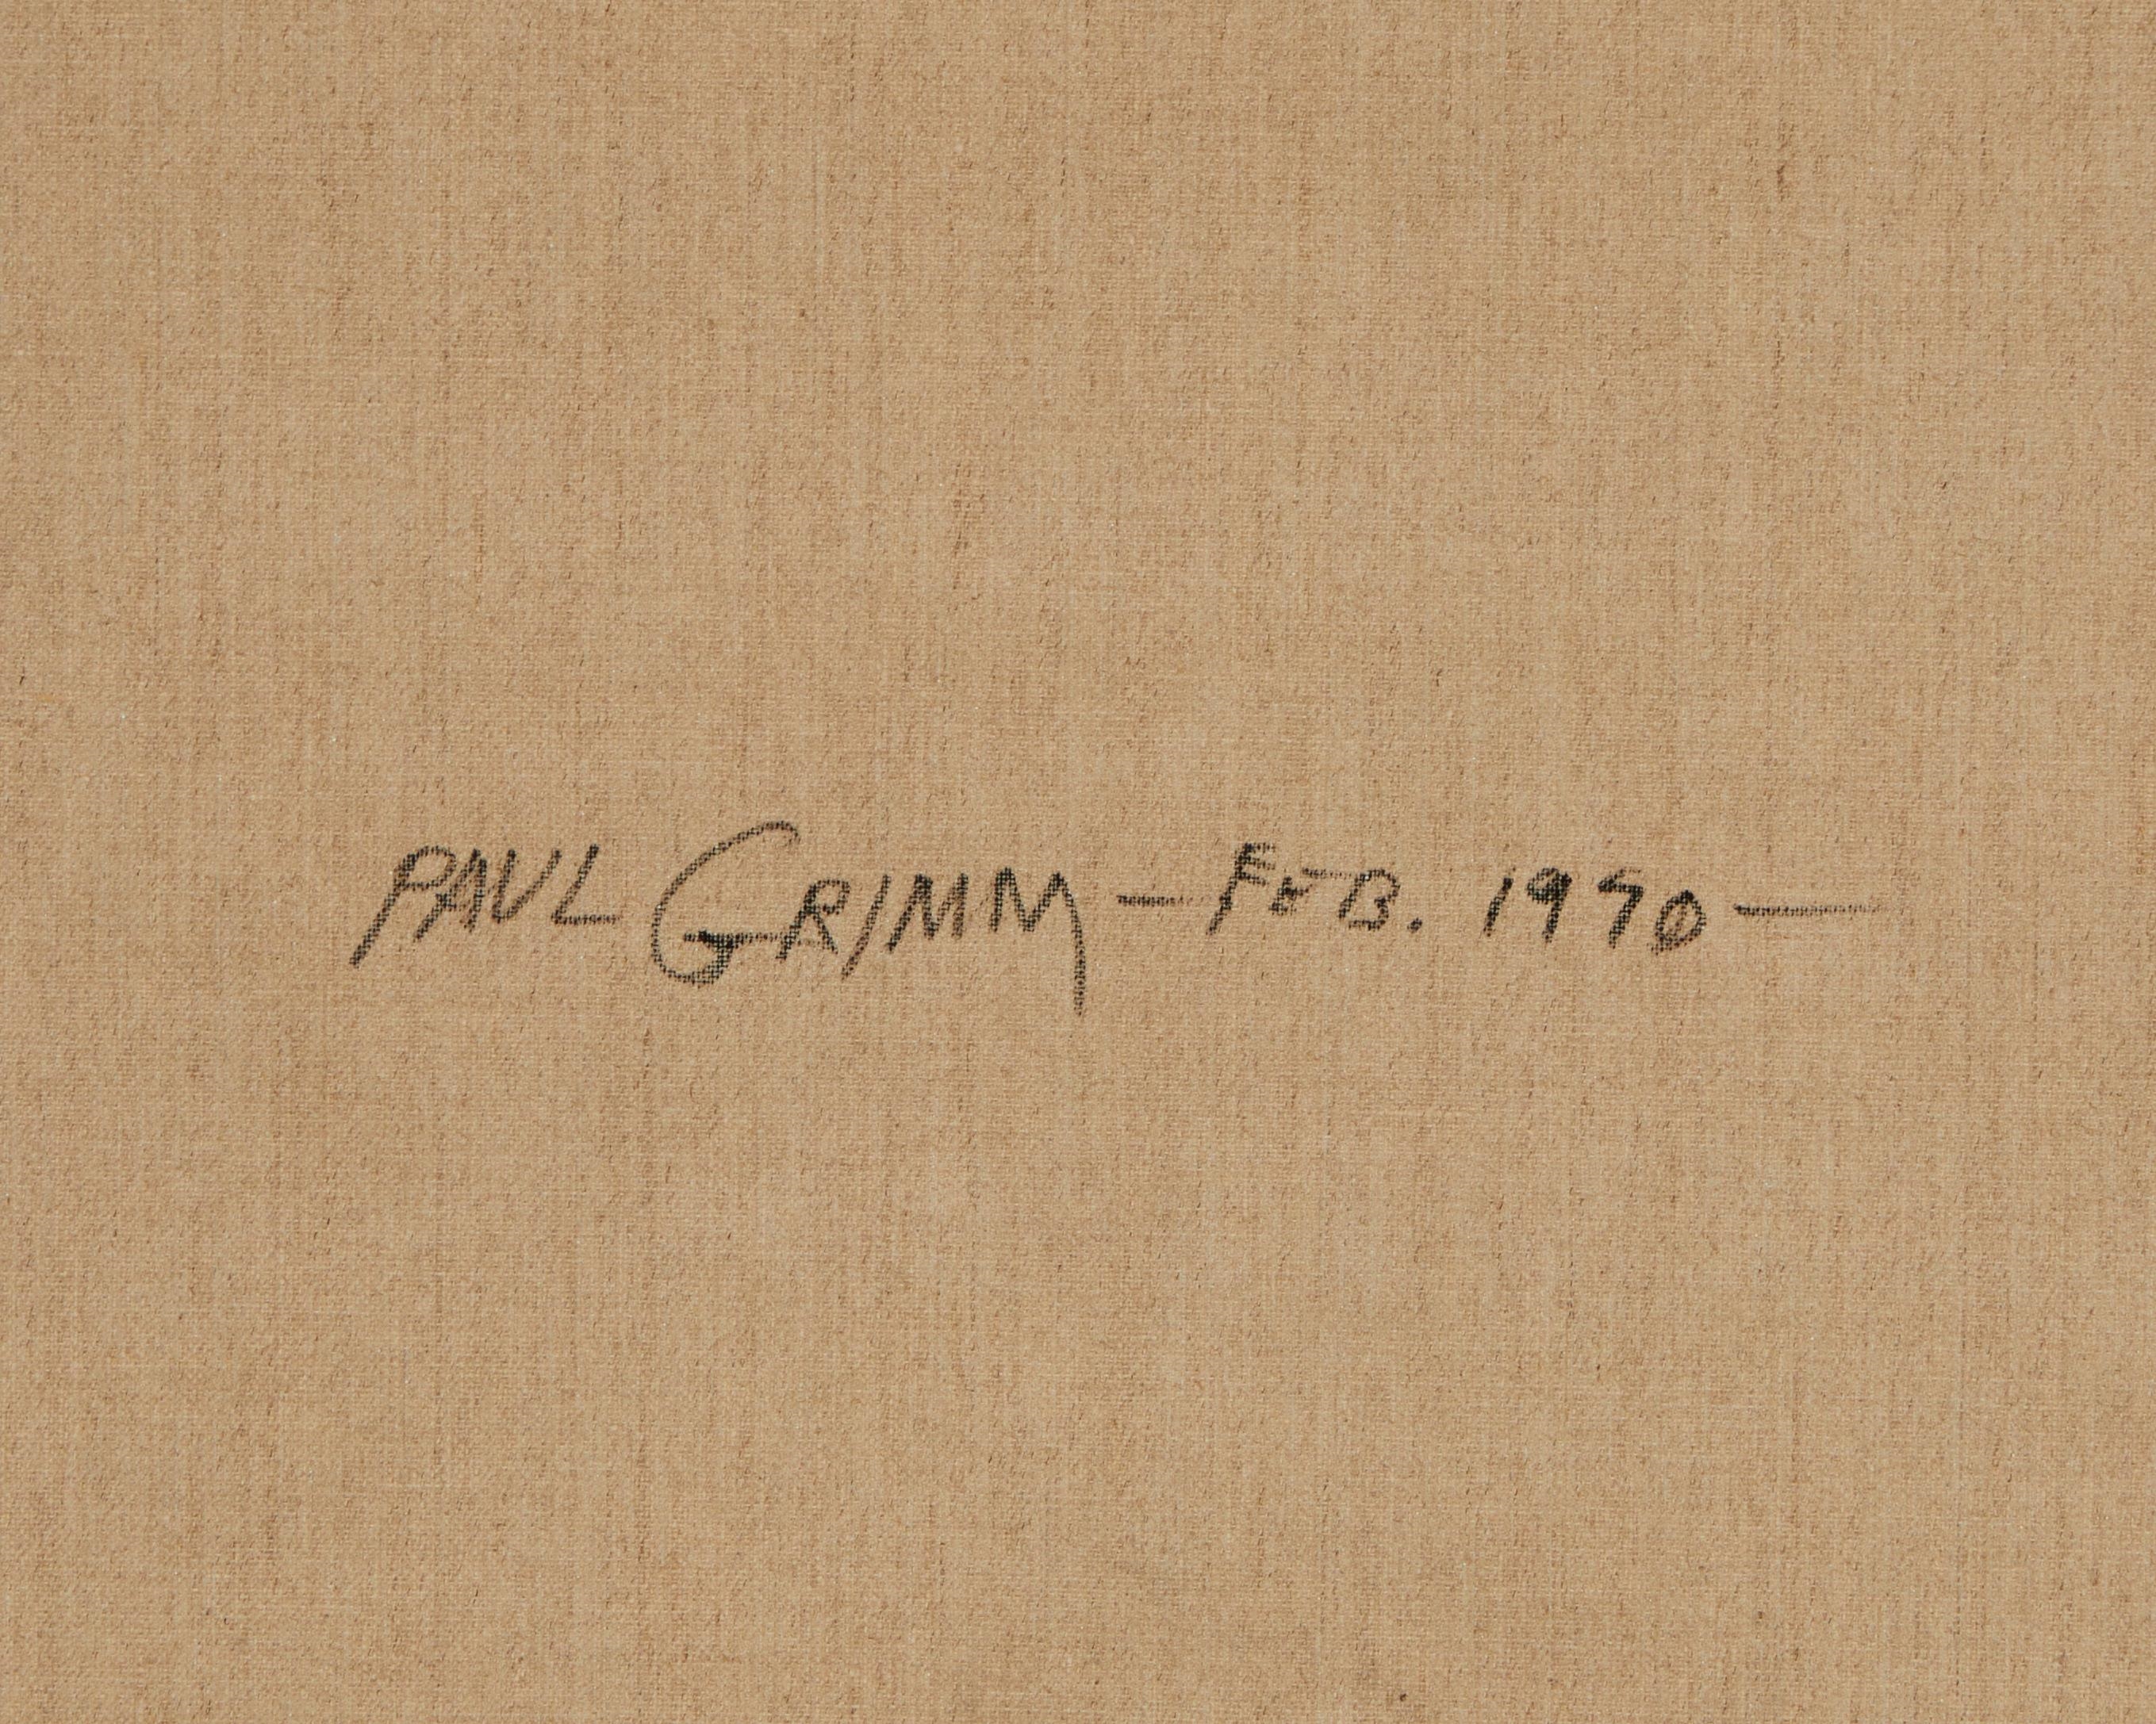 PAUL GRIMM — FEB. 1970 —